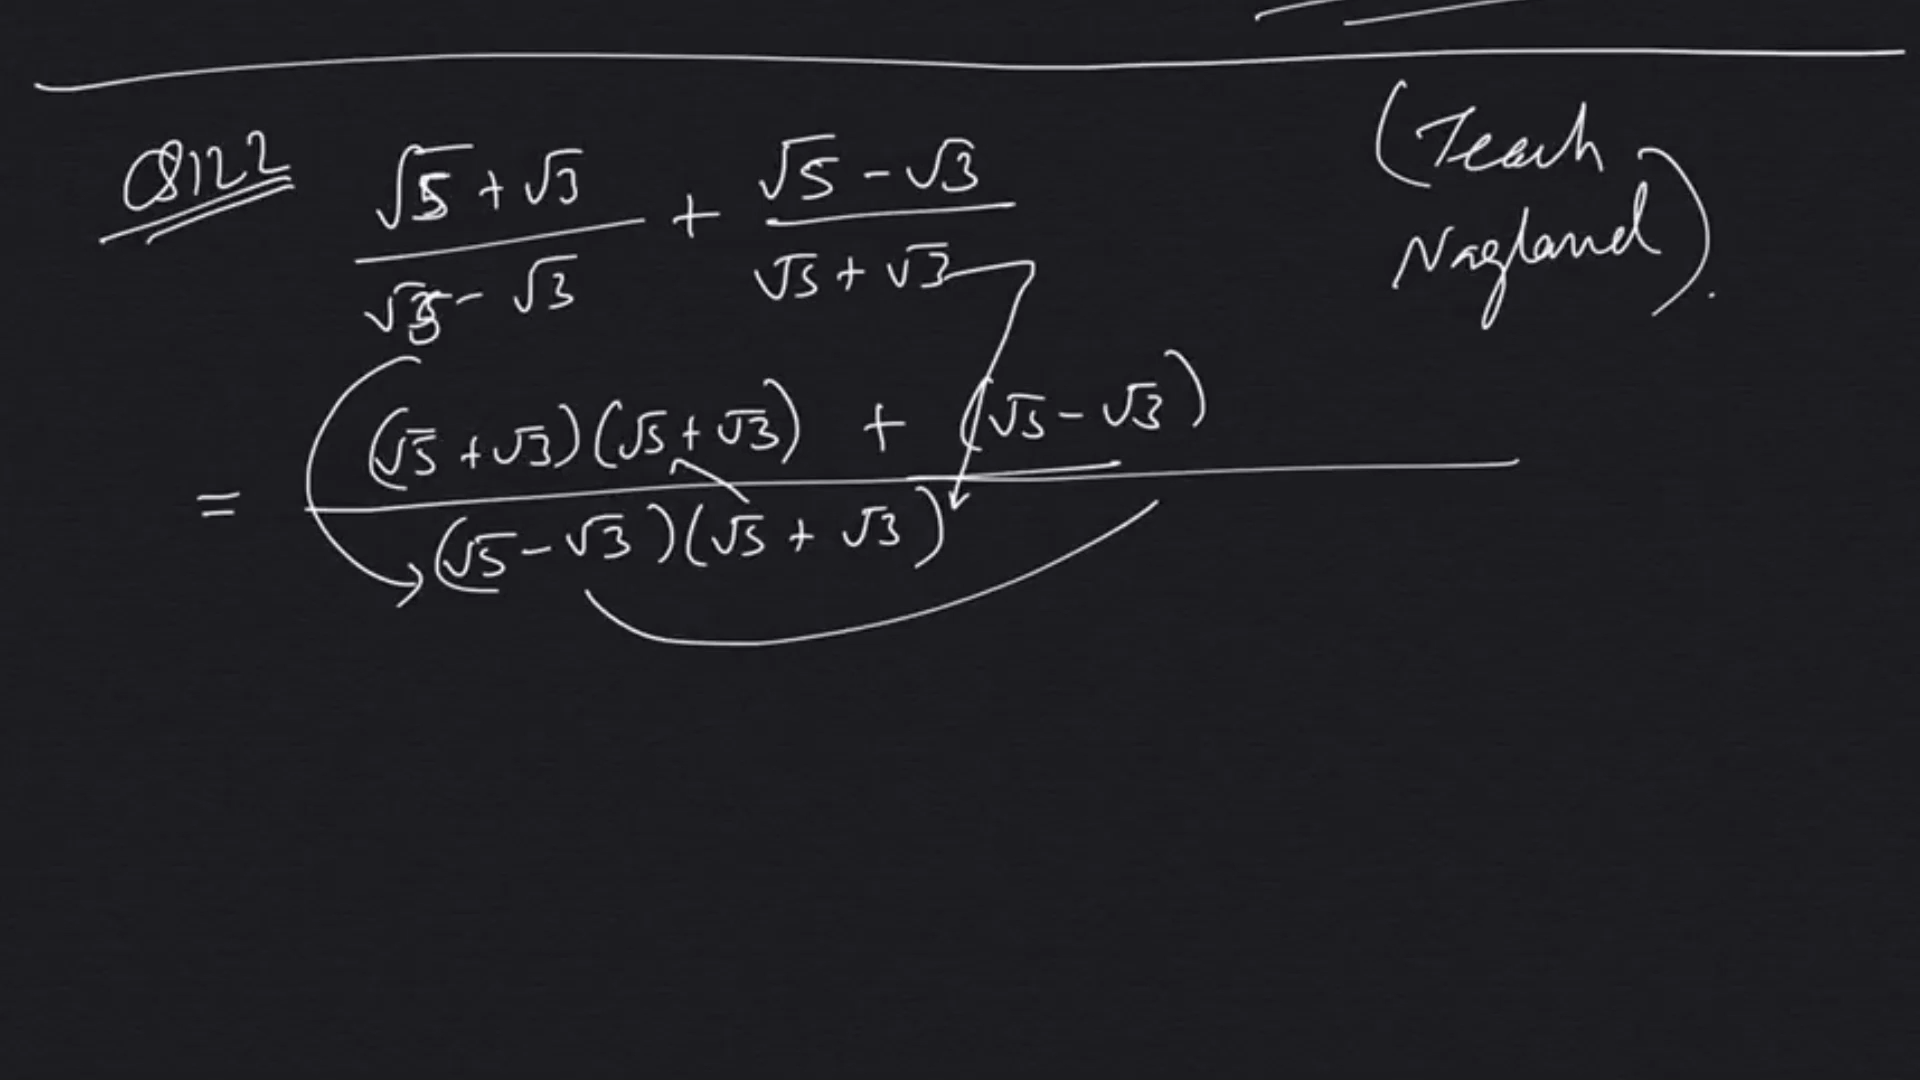 Q122 (√5 + √3)/(√5 - √3) + (√5 - √3)/(√5 + √3) (Teach
Nagland).
= ((√5 + √3)(√5 + √3) + (√5 - √3))/((√5 - √3)(√5 + √3))